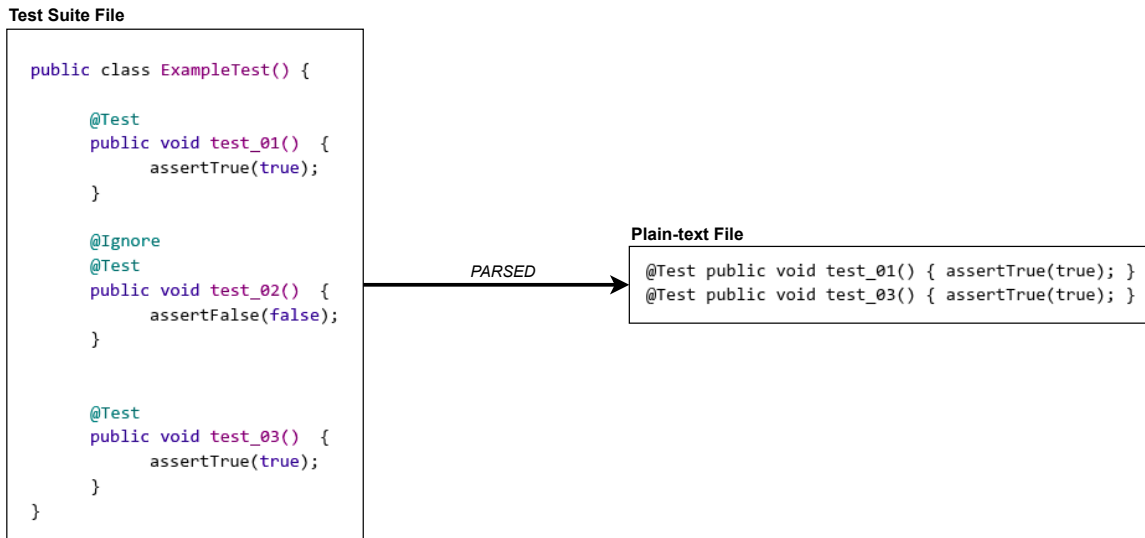 Test Suite File
public class ExampleTest() {
@Test
public void test_01()  {
assertTrue(true);
}
@Ignore
@Test
public void test_02()  {
assertFalse(false);
}
@Test
public void test_03()  {
assertTrue(true);
}
}
PARSED
Plain-text File
@Test public void test_01() { assertTrue(true); }
@Test public void test_03() { assertTrue(true); }